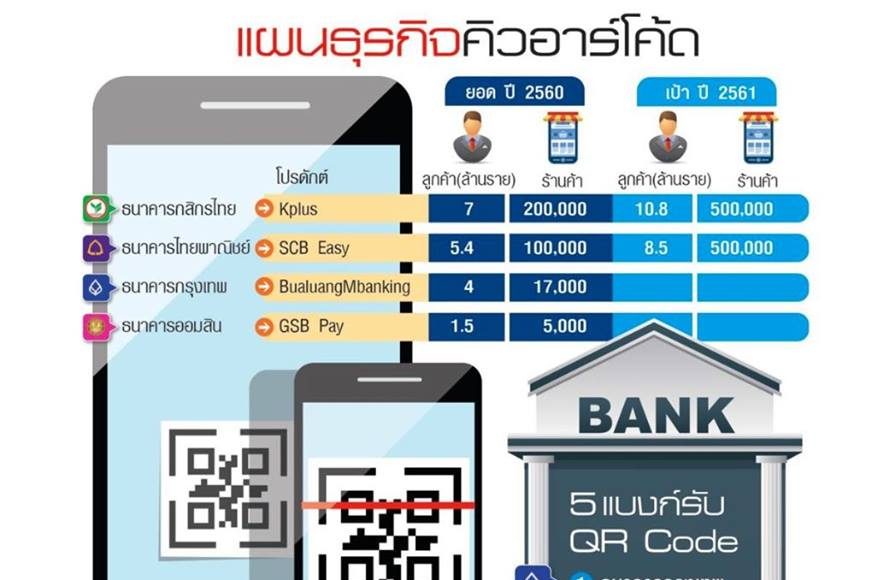 แผนธุรกิจคิวอาร์โค้ด
ยอด ปี 2560 เป้า ปี 2561
โปรดักต์ ลูกค้า(ล้านราย) ร้านค้า ลูกค้า(ล้านราย) ร้านค้า
ธนาคารกสิกรไทย Kplus 7 200,000 10.8 500,000
ธนาคารไทยพาณิชย์ SCB Easy 5.4 100,000 8.5 500,000
ธนาคารกรุงเทพ BualuangMbanking 4 17,000
ธนาคารออมสิน GSB Pay 1.5 5,000
BANK
5 แบงก์รับ
QR Code